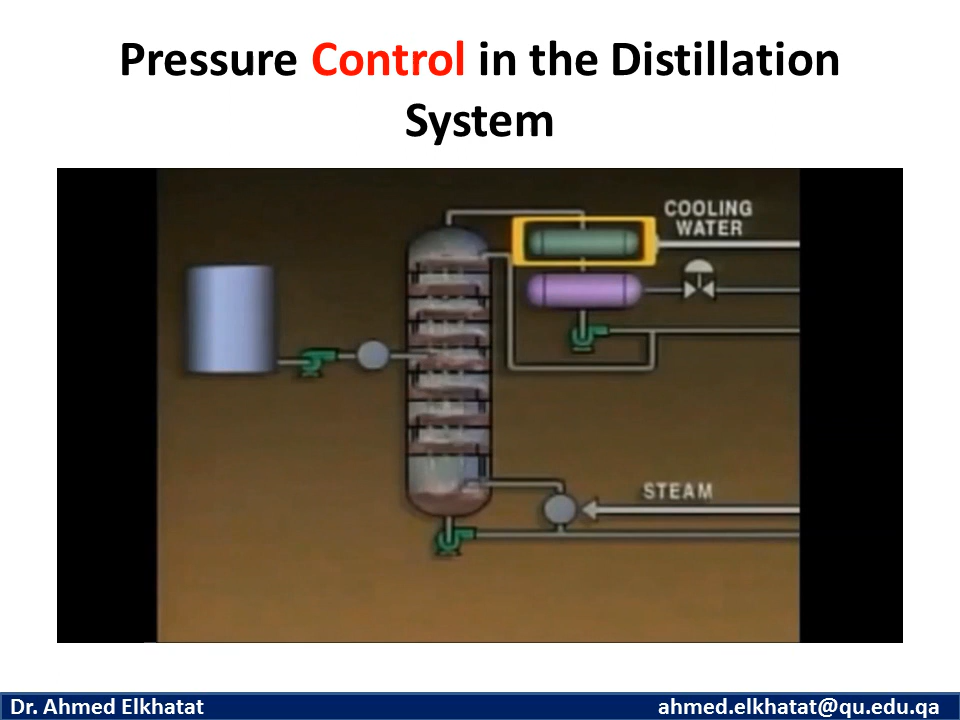 Pressure Control in the Distillation
System
COOLING
WATER
STEAM
Dr. Ahmed Elkhatat
ahmed.elkhatat@qu.edu.qa